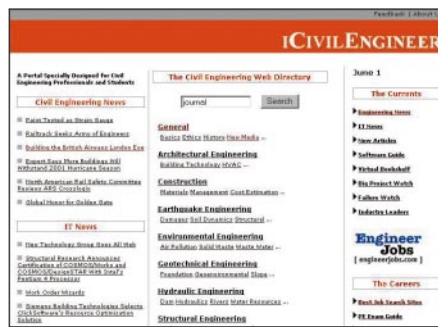 Feedback | About
iCivilEngineer
A Portal Specially Designed for Civil
Engineering Professionals and Students
Civil Engineering News
Paint Tested as Strain Gauge
Railtrack Seeks Army of Engineers
Building the British Airways London Eye
Expert Says More Buildings Will
Withstand 2001 Hurricane Season
North American Rail Safety Committee
Reviews ARS Crosslogix
Global Honor for Golden Gate
IT News
New Technology Group Goes All Web
Structural Research Announces
Certification of COSMOS/Works and
COSMOS/DesignSTAR With Intel's
Pentium 4 Processor
Work Order Wizards
Siemens Building Technologies Selects
ClickSoftware's Resource Optimization
Solution
The Civil Engineering Web Directory
journal
Search
General
Basics Ethics History New Media ...
Architectural Engineering
Building Technology HVAC ...
Construction
Materials Management Cost Estimation ...
Earthquake Engineering
Damages Soil Dynamics Structural ...
Environmental Engineering
Air Pollution Solid Waste Waste Water ...
Geotechnical Engineering
Foundation Geoenvironmental Slope ...
Hydraulic Engineering
Dam Hydraulics Rivers Water Resources ...
Structural Engineering
June 1
The Currents
Engineering News
IT News
New Articles
Software Guide
Virtual Bookshelf
Big Project Watch
Failure Watch
Industry Leaders
Engineer
Jobs
[ engineerjobs.com ]
The Careers
Best Job Search Sites
PE Exam Guide